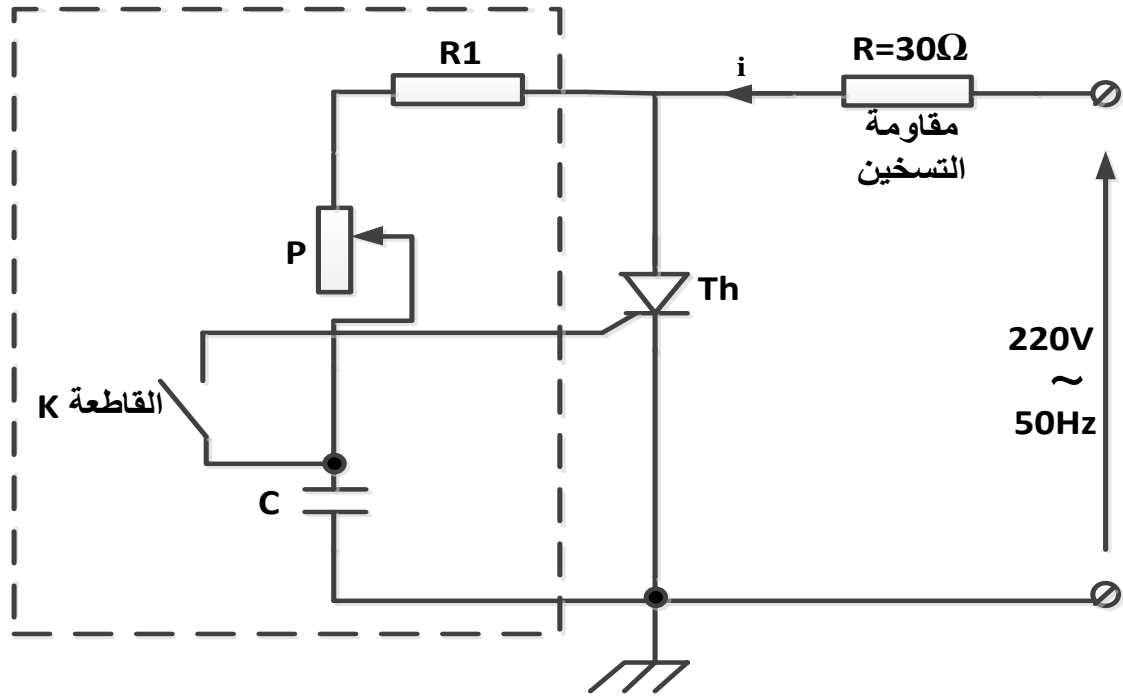 R1
R=30Ω
i
مقاومة
التسخين
P
Th
220V
~
50Hz
القاطعة K
C